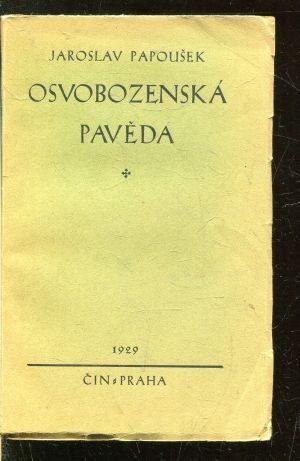 JAROSLAV PAPOUŠEK
OSVOBOZENSKÁ
PAVĚDA
1929
ČIN PRAHA